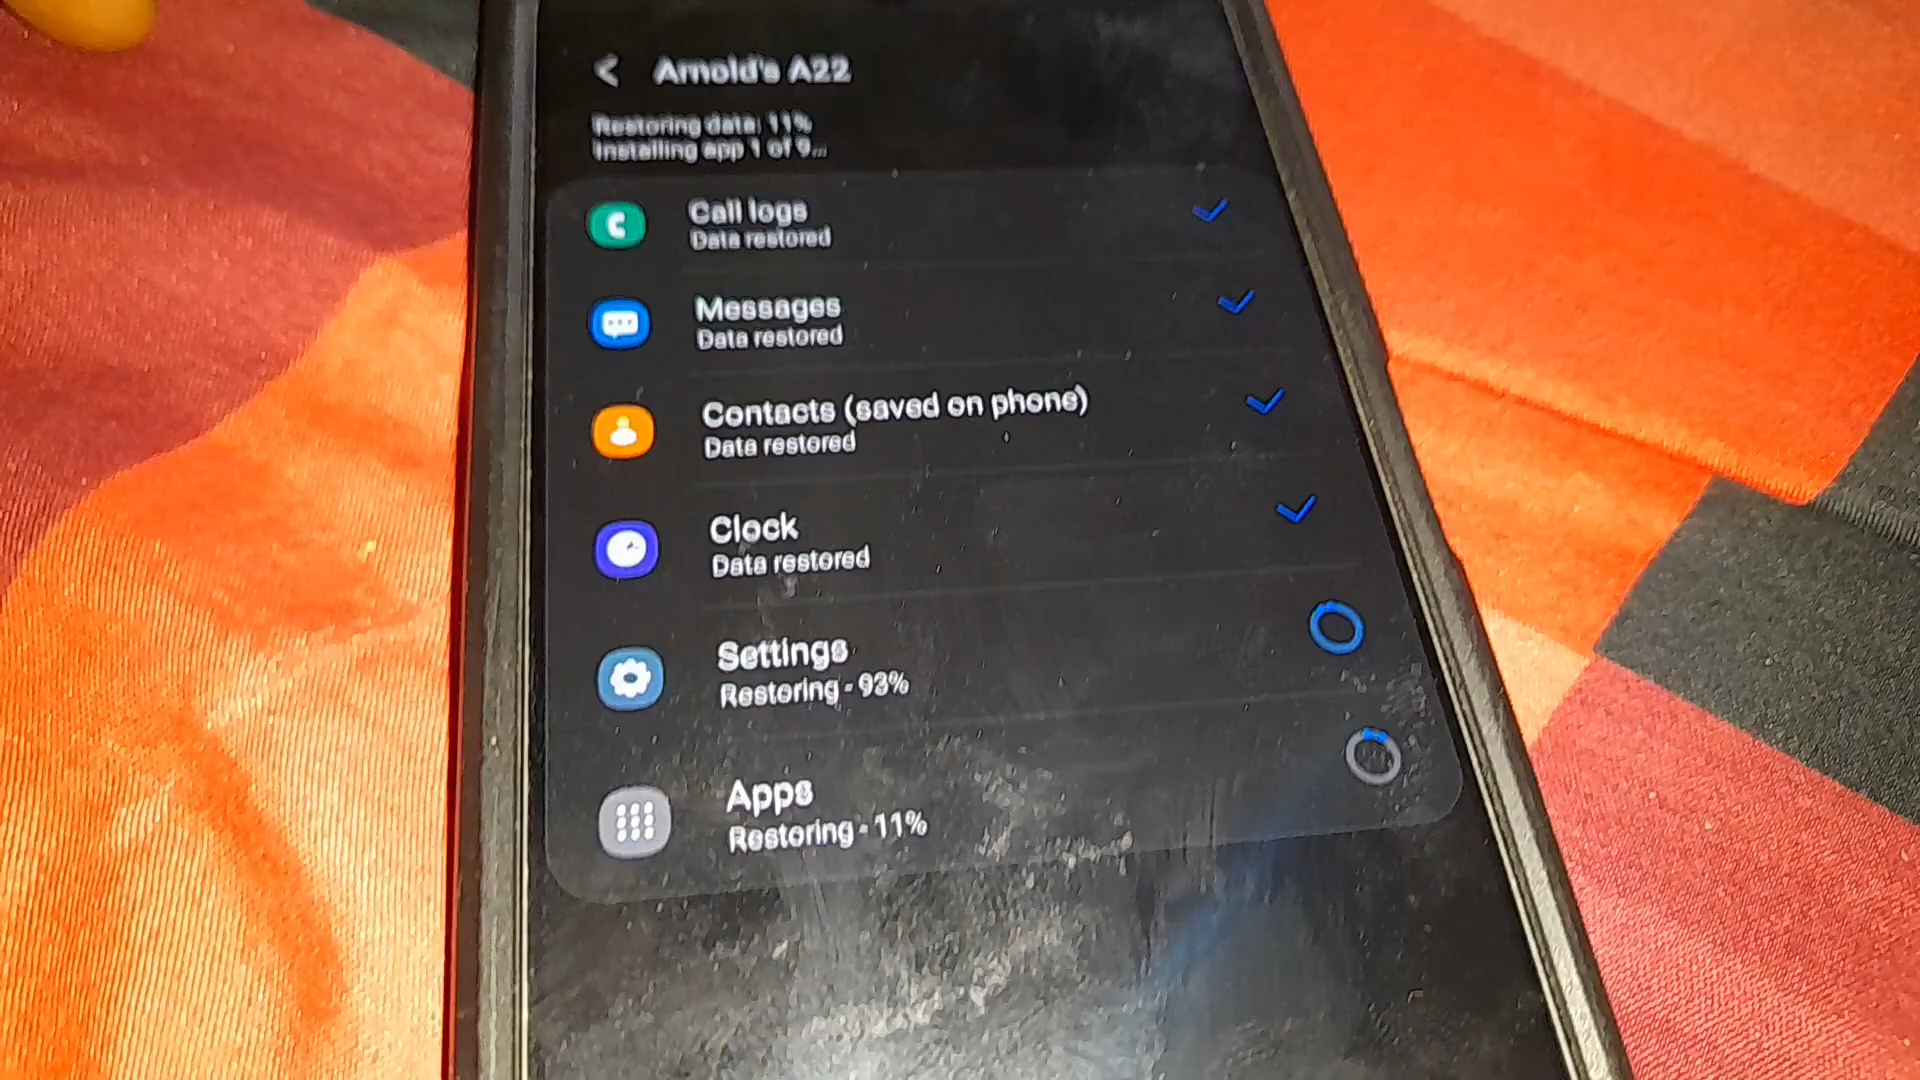 Arnold's A22
Restoring data: 11%
Installing app 1 of 9...
Call logs
Data restored
Messages
Data restored
Contacts (saved on phone)
Data restored
Clock
Data restored
Settings
Restoring - 93%
Apps
Restoring - 11%